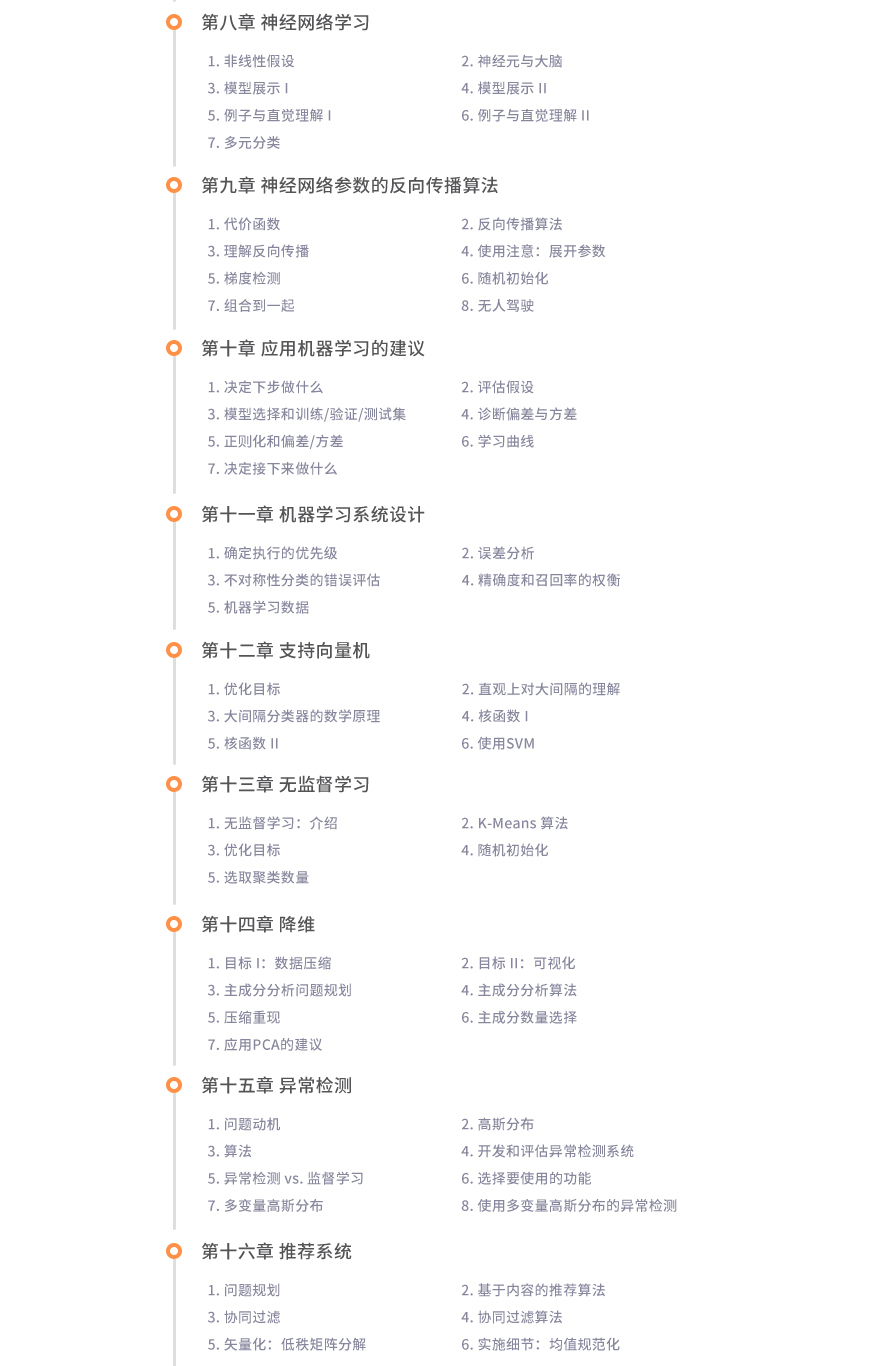 第八章 神经网络学习
1. 非线性假设 2. 神经元与大脑
3. 模型展示 I 4. 模型展示 II
5. 例子与直觉理解 I 6. 例子与直觉理解 II
7. 多元分类
第九章 神经网络参数的反向传播算法
1. 代价函数 2. 反向传播算法
3. 理解反向传播 4. 使用注意：展开参数
5. 梯度检测 6. 随机初始化
7. 组合到一起 8. 无人驾驶
第十章 应用机器学习的建议
1. 决定下步做什么 2. 评估假设
3. 模型选择和训练/验证/测试集 4. 诊断偏差与方差
5. 正则化和偏差/方差 6. 学习曲线
7. 决定接下来做什么
第十一章 机器学习系统设计
1. 确定执行的优先级 2. 误差分析
3. 不对称性分类的错误评估 4. 精确度和召回率的权衡
5. 机器学习数据
第十二章 支持向量机
1. 优化目标 2. 直观上对大间隔的理解
3. 大间隔分类器的数学原理 4. 核函数 I
5. 核函数 II 6. 使用SVM
第十三章 无监督学习
1. 无监督学习：介绍 2. K-Means 算法
3. 优化目标 4. 随机初始化
5. 选取聚类数量
第十四章 降维
1. 目标 I：数据压缩 2. 目标 II：可视化
3. 主成分分析问题规划 4. 主成分分析算法
5. 压缩重现 6. 主成分数量选择
7. 应用PCA的建议
第十五章 异常检测
1. 问题动机 2. 高斯分布
3. 算法 4. 开发和评估异常检测系统
5. 异常检测 vs. 监督学习 6. 选择要使用的功能
7. 多变量高斯分布 8. 使用多变量高斯分布的异常检测
第十六章 推荐系统
1. 问题规划 2. 基于内容的推荐算法
3. 协同过滤 4. 协同过滤算法
5. 矢量化：低秩矩阵分解 6. 实施细节：均值规范化